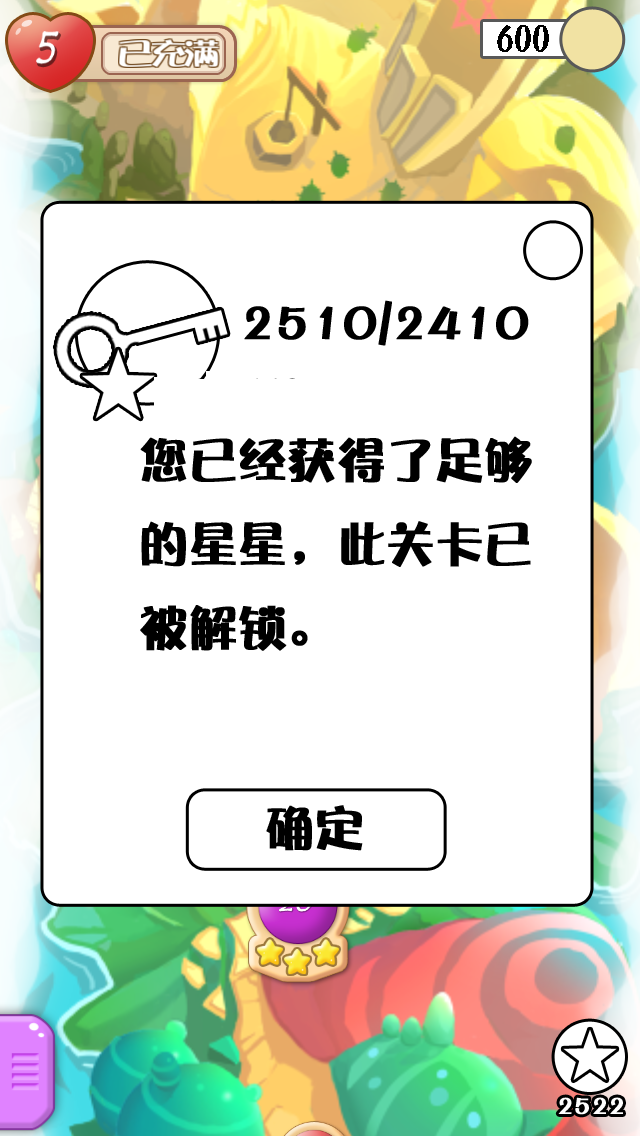 5 已充满 600
2510/2410
您已经获得了足够
的星星，此关卡已
被解锁。
确定
2522